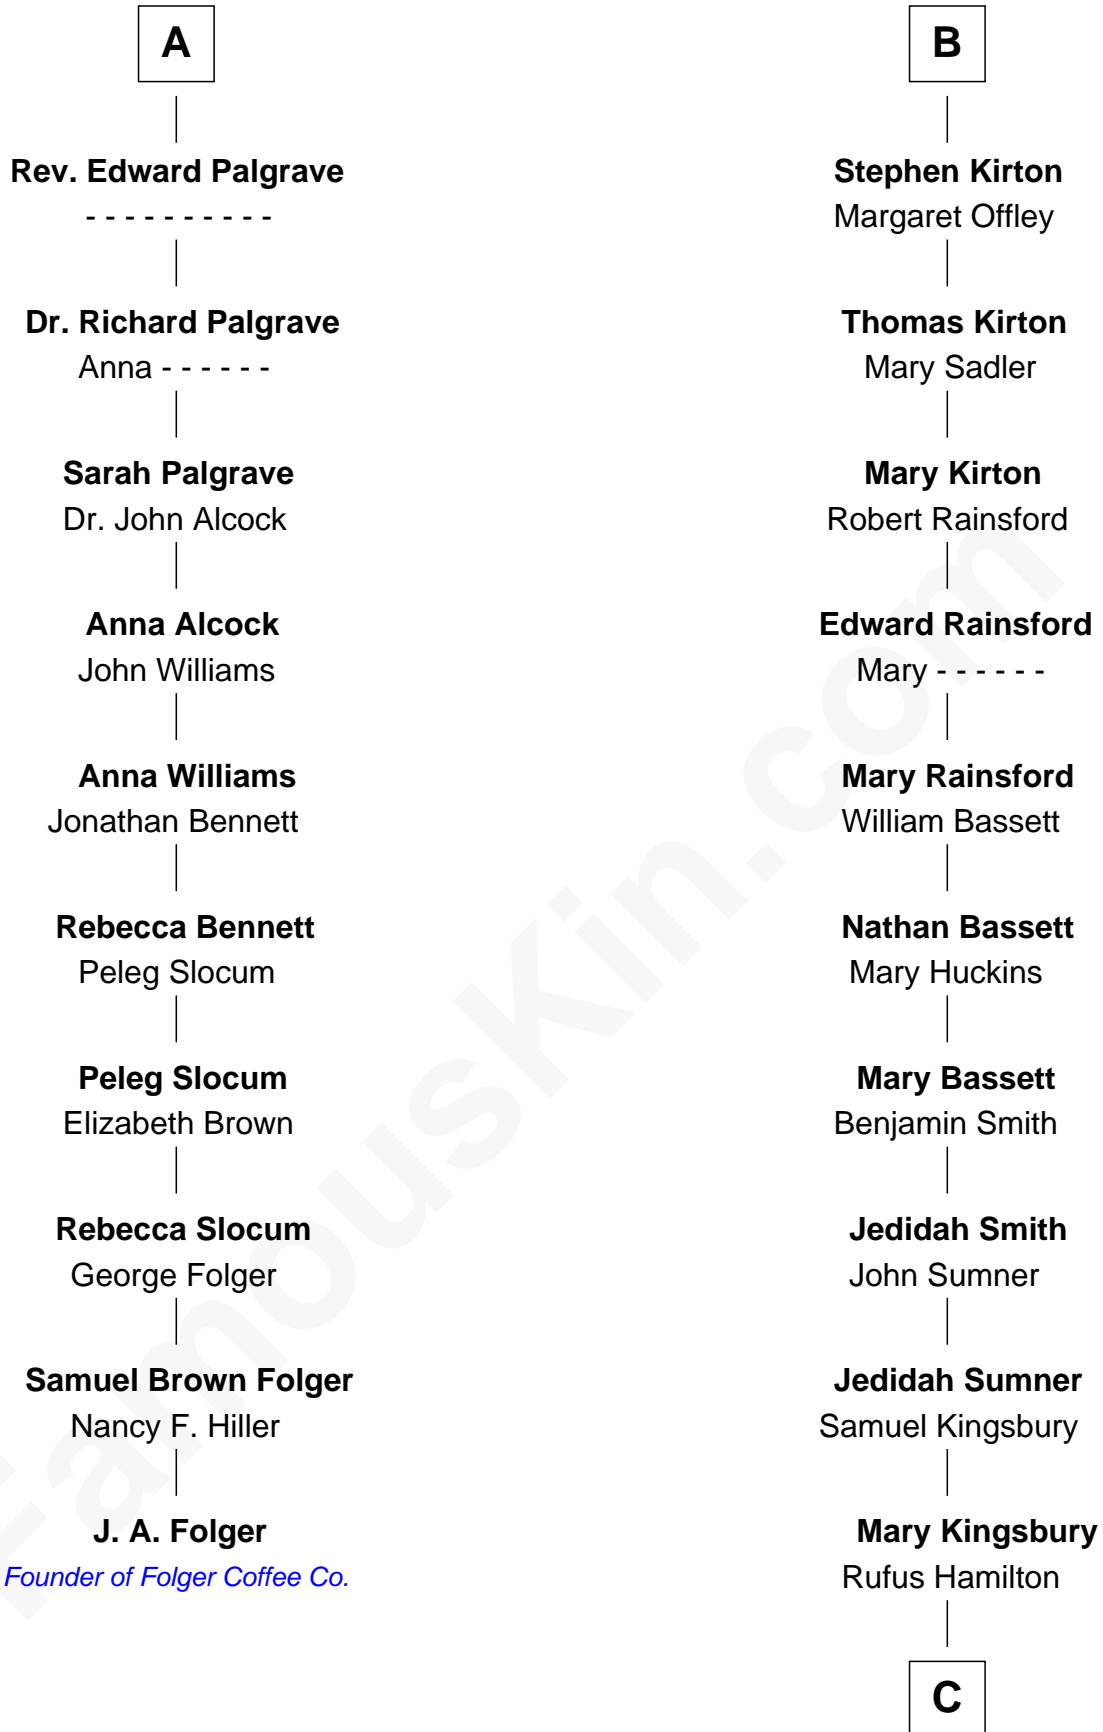 A
Rev. Edward Palgrave
- - - - - - - - - -
Dr. Richard Palgrave
Anna - - - - - -
Sarah Palgrave
Dr. John Alcock
Anna Alcock
John Williams
Anna Williams
Jonathan Bennett
Rebecca Bennett
Peleg Slocum
Peleg Slocum
Elizabeth Brown
Rebecca Slocum
George Folger
Samuel Brown Folger
Nancy F. Hiller
J. A. Folger
Founder of Folger Coffee Co.
B
Stephen Kirton
Margaret Offley
Thomas Kirton
Mary Sadler
Mary Kirton
Robert Rainsford
Edward Rainsford
Mary - - - - - -
Mary Rainsford
William Bassett
Nathan Bassett
Mary Huckins
Mary Bassett
Benjamin Smith
Jedidah Smith
John Sumner
Jedidah Sumner
Samuel Kingsbury
Mary Kingsbury
Rufus Hamilton
C
FamousKin.com